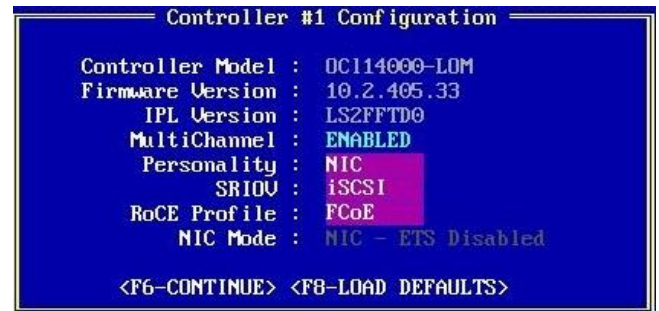 Controller #1 Configuration
Controller Model : OC114000-LOM
Firmware Version : 10.2.405.33
IPL Version : LS2FFTD0
MultiChannel : ENABLED
Personality : NIC
SRIOV : iSCSI
RoCE Profile : FCoE
NIC Mode : NIC - ETS Disabled
<F6-CONTINUE> <F8-LOAD DEFAULTS>